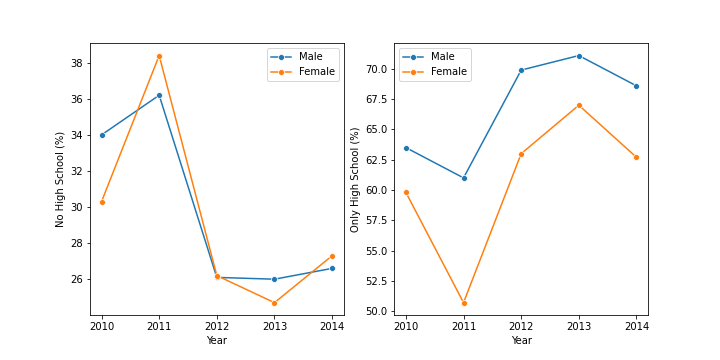 No High School (%)
38
36
34
32
30
28
26
2010 2011 2012 2013 2014
Year
Male
Female
Only High School (%)
70.0
67.5
65.0
62.5
60.0
57.5
55.0
52.5
50.0
2010 2011 2012 2013 2014
Year
Male
Female